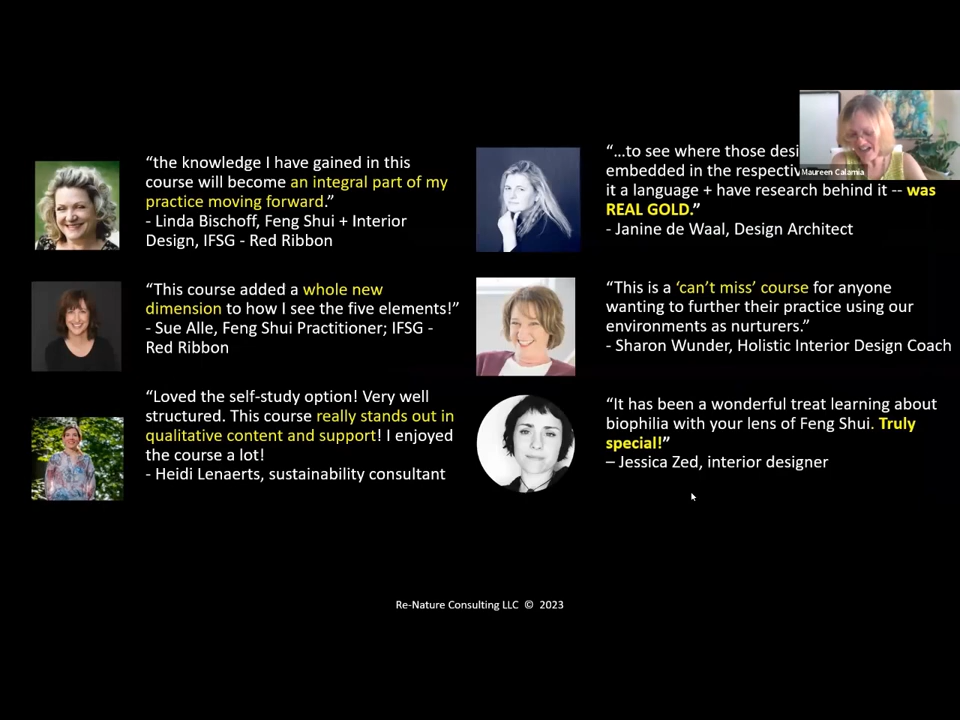 “the knowledge I have gained in this
course will become an integral part of my
practice moving forward.”
- Linda Bischoff, Feng Shui + Interior
Design, IFSG - Red Ribbon
“This course added a whole new
dimension to how I see the five elements!”
- Sue Alle, Feng Shui Practitioner; IFSG -
Red Ribbon
“Loved the self-study option! Very well
structured. This course really stands out in
qualitative content and support! I enjoyed
the course a lot!
- Heidi Lenaerts, sustainability consultant
“…to see where those
embedded in the
it a language + have research behind it -- was
REAL GOLD.”
- Janine de Waal, Design Architect
“This is a ‘can’t miss’ course for anyone
wanting to further their practice using our
environments as nurturers.”
- Sharon Wunder, Holistic Interior Design Coach
“It has been a wonderful treat learning about
biophilia with your lens of Feng Shui. Truly
special!”
– Jessica Zed, interior designer
Maureen Calamia
Re-Nature Consulting LLC © 2023